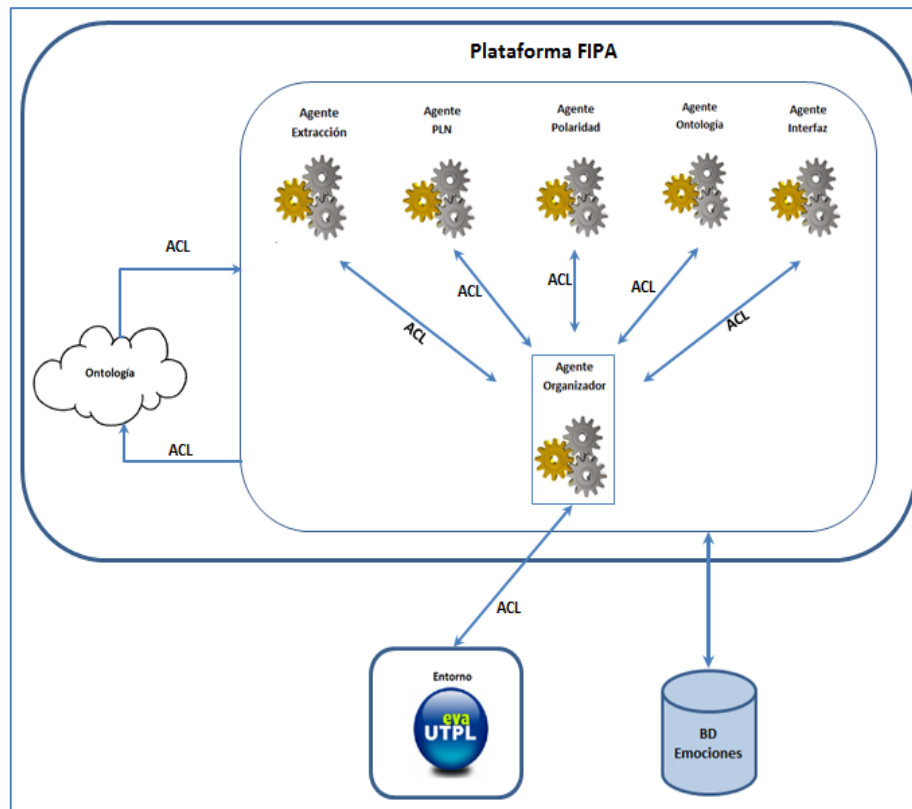 Plataforma FIPA
Agente
Extracción
Agente
PLN
Agente
Polaridad
Agente
Ontología
Agente
Interfaz
ACL
ACL
ACL
ACL
ACL
ACL
Ontología
Agente
Organizador
ACL
ACL
Entorno
eva
UTPL
BD
Emociones